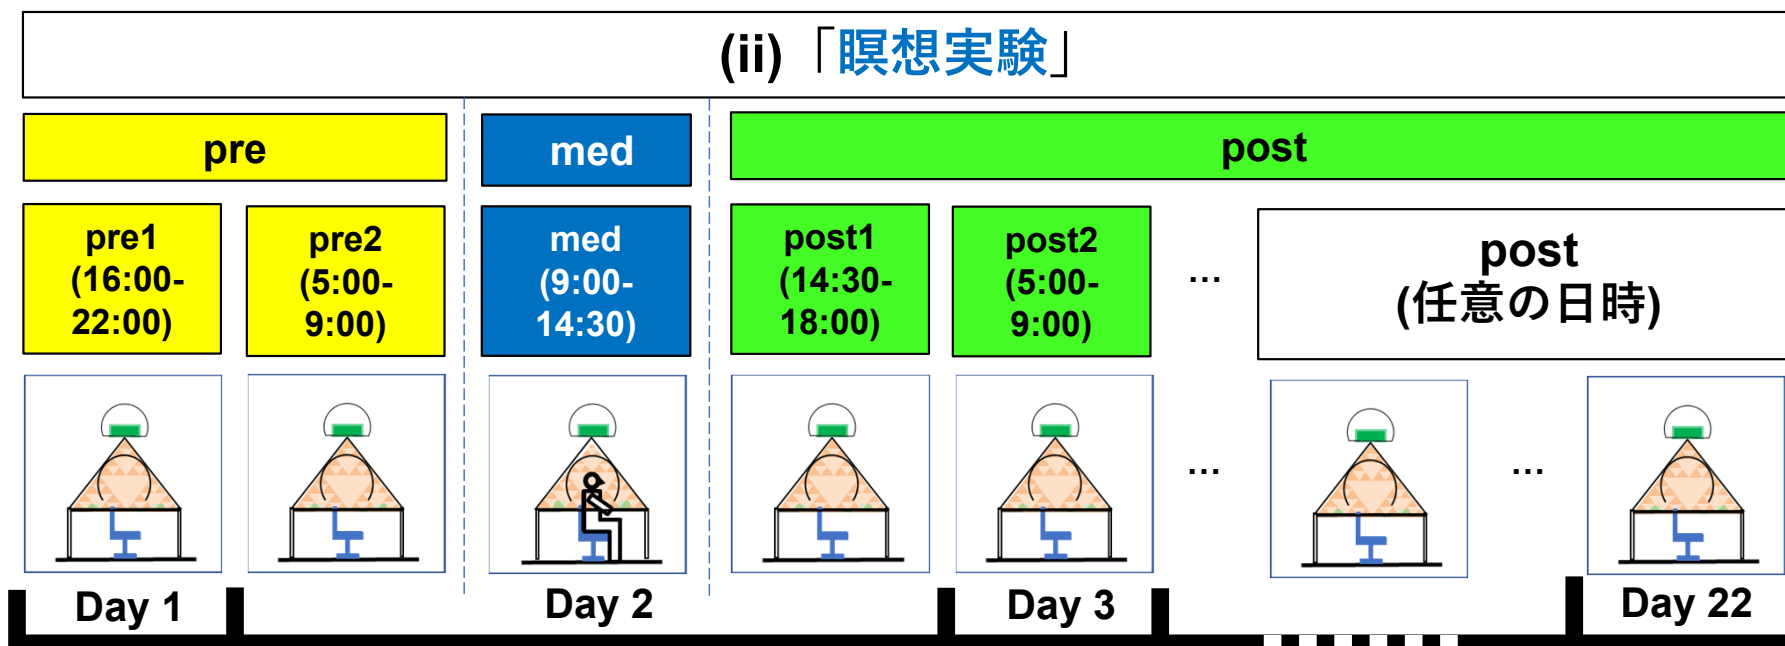 (ii)「瞑想実験」
pre
med
post
pre1
(16:00-
22:00)
pre2
(5:00-
9:00)
med
(9:00-
14:30)
post1
(14:30-
18:00)
post2
(5:00-
9:00)
...
post
(任意の日時)
...
...
Day 1
Day 2
Day 3
Day 22